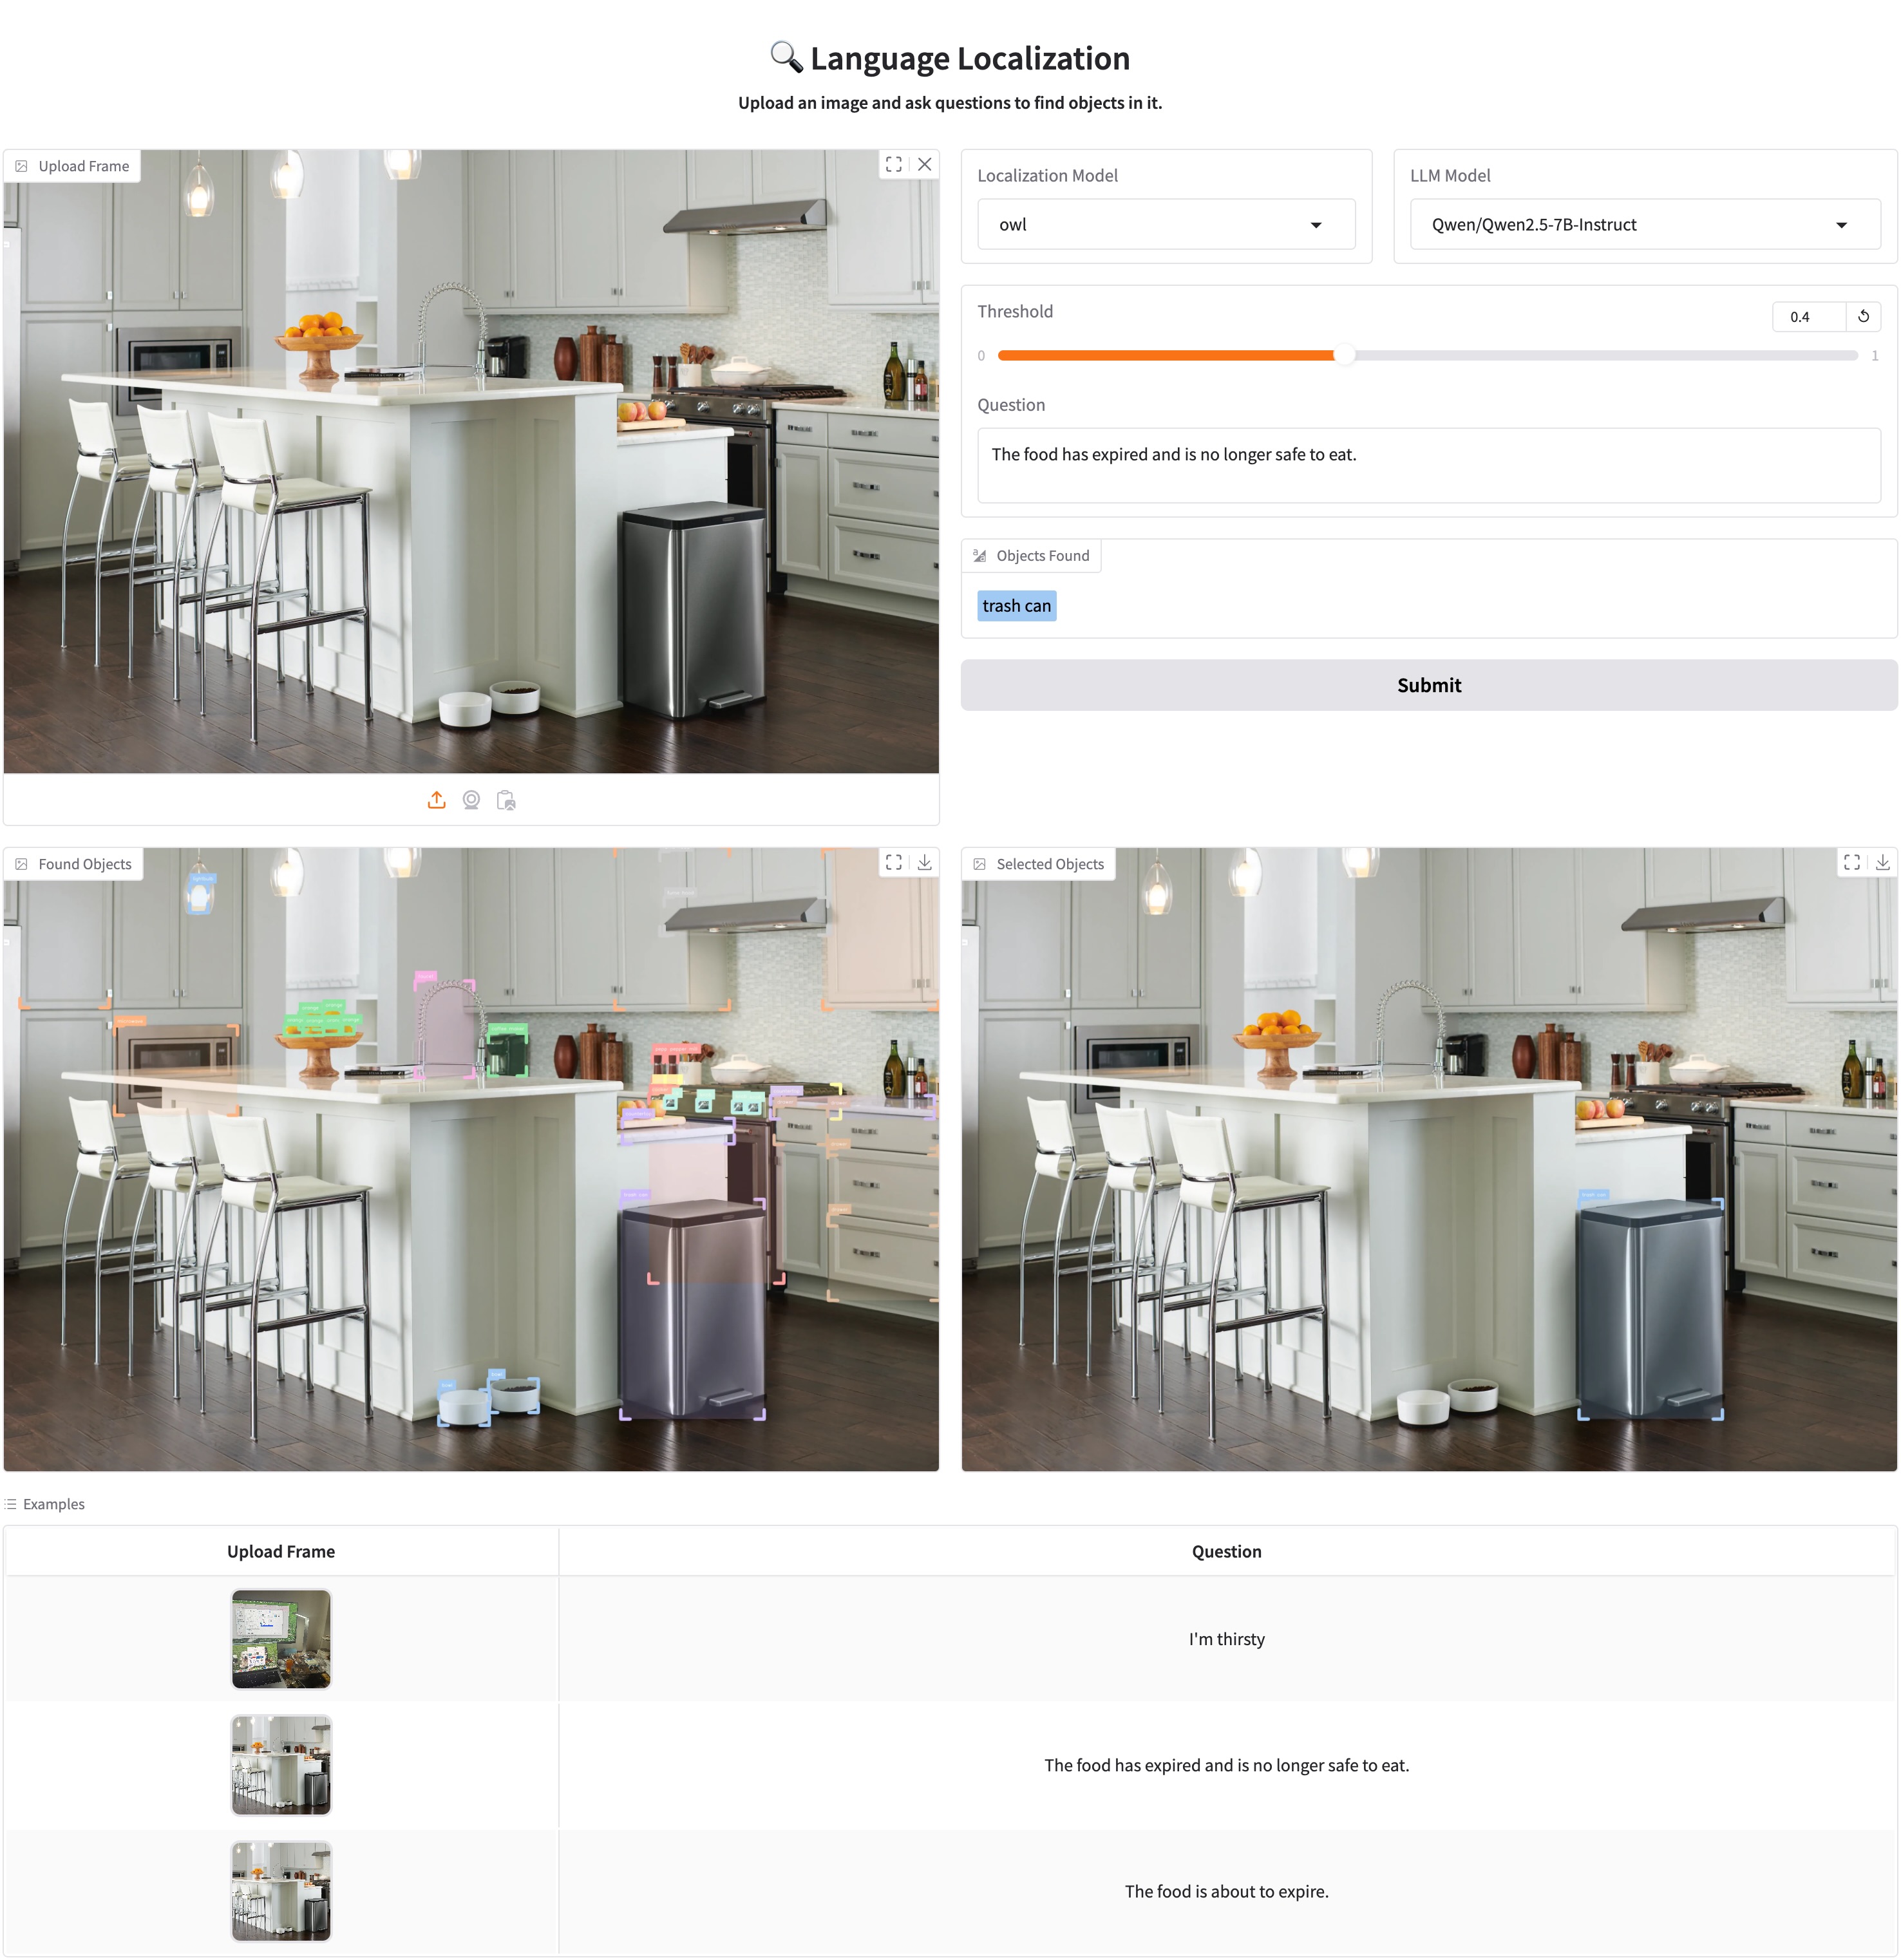 Language Localization
Upload an image and ask questions to find objects in it.
Upload Frame
Localization Model
owl
LLM Model
Qwen/Qwen2.5-7B-Instruct
Threshold
0.4
0
1
Question
The food has expired and is no longer safe to eat.
Objects Found
trash can
Submit
Found Objects
Selected Objects
trash can
Examples
Upload Frame
Question
I'm thirsty
The food has expired and is no longer safe to eat.
The food is about to expire.